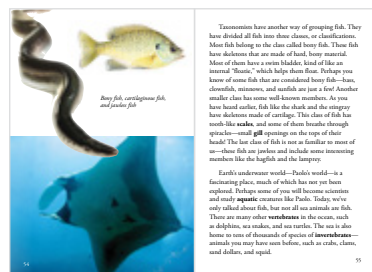 Bony fish, cartilaginous fish,
and jawless fish
54
Taxonomists have another way of grouping fish. They
have divided all fish into three classes, or classifications.
Most fish belong to the class called bony fish. These fish
have skeletons that are made of hard, bony material.
Most of them have a swim bladder, kind of like an
internal “floatie,” which helps them float. Perhaps you
know of some fish that are considered bony fish—bass,
clownfish, minnows, and sunfish are just a few! Another
smaller class has some well-known members. As you
have heard earlier, fish like the shark and the stingray
have skeletons made of cartilage. This class of fish has
tooth-like scales, and some of them breathe through
spiracles—small gill openings on the tops of their
heads! The last class of fish is not as familiar to most of
us—these fish are jawless and include some interesting
members like the hagfish and the lamprey.
Earth’s underwater world—Paolo’s world—is a
fascinating place, much of which has not yet been
explored. Perhaps some of you will become scientists
and study aquatic creatures like Paolo. Today, we’ve
only talked about fish, but not all sea animals are fish.
There are many other vertebrates in the ocean, such
as dolphins, sea snakes, and sea turtles. The sea is also
home to tens of thousands of species of invertebrates—
animals you may have seen before, such as crabs, clams,
sand dollars, and squid.
55